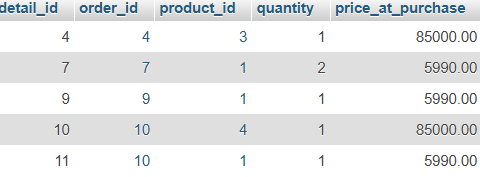 detail_id order_id product_id quantity price_at_purchase
4 4 3 1 85000.00
7 7 1 2 5990.00
9 9 1 1 5990.00
10 10 4 1 85000.00
11 10 1 1 5990.00